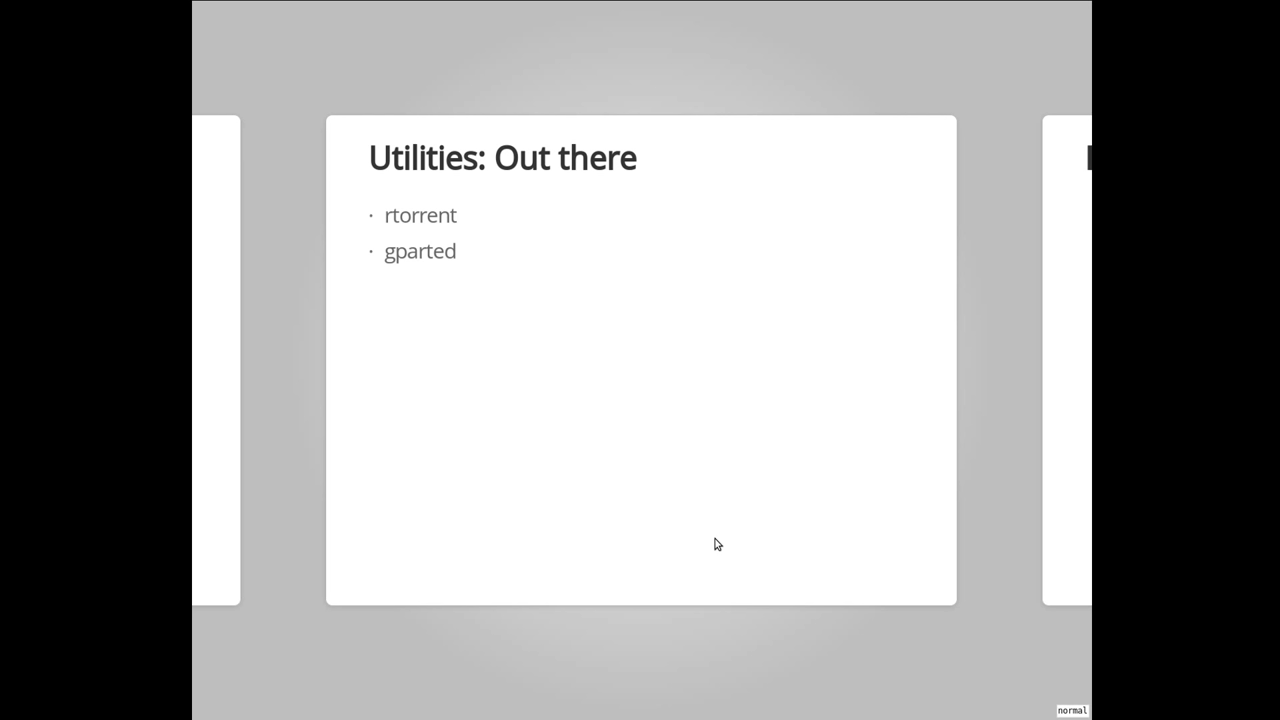 Utilities: Out there
· rtorrent
· gparted
normal